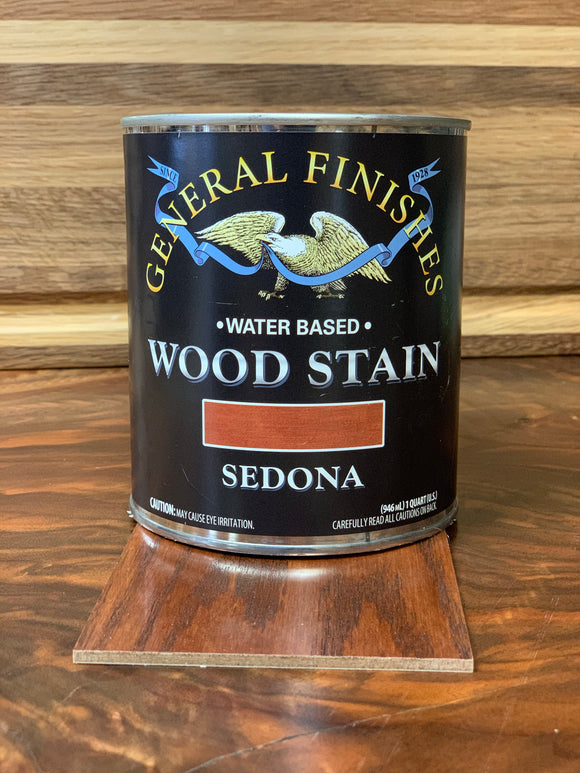 SINCE 1928
GENERAL FINISHES
•WATER BASED•
WOOD STAIN
SEDONA
CAUTION: MAY CAUSE EYE IRRITATION.
(946 mL) 1 QUART (U.S.)
CAREFULLY READ ALL CAUTIONS ON BACK.